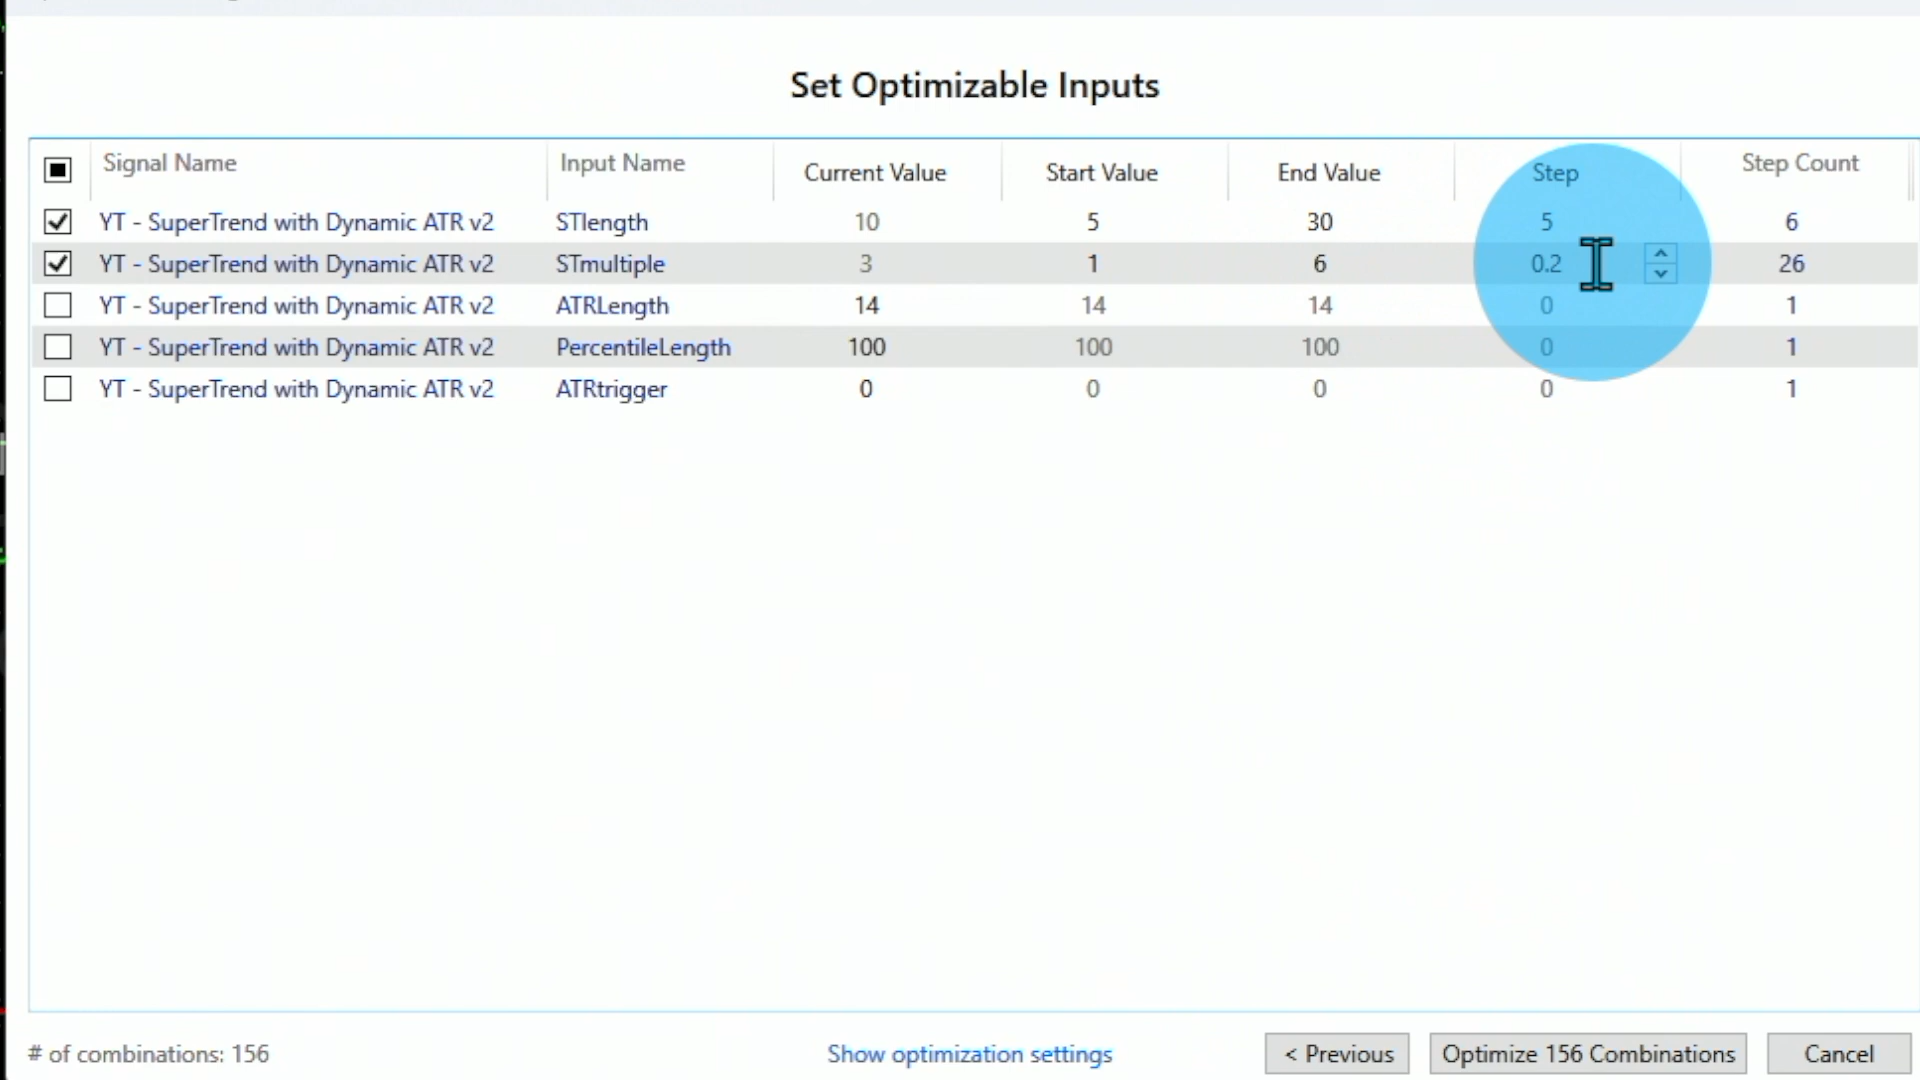 Set Optimizable Inputs
Signal Name Input Name Current Value Start Value End Value Step Step Count
YT - SuperTrend with Dynamic ATR v2 STlength 10 5 30 5 6
YT - SuperTrend with Dynamic ATR v2 STmultiple 3 1 6 0.2 26
YT - SuperTrend with Dynamic ATR v2 ATRLength 14 14 14 0 1
YT - SuperTrend with Dynamic ATR v2 PercentileLength 100 100 100 0 1
YT - SuperTrend with Dynamic ATR v2 ATRtrigger 0 0 0 0 1
# of combinations: 156 Show optimization settings < Previous Optimize 156 Combinations Cancel